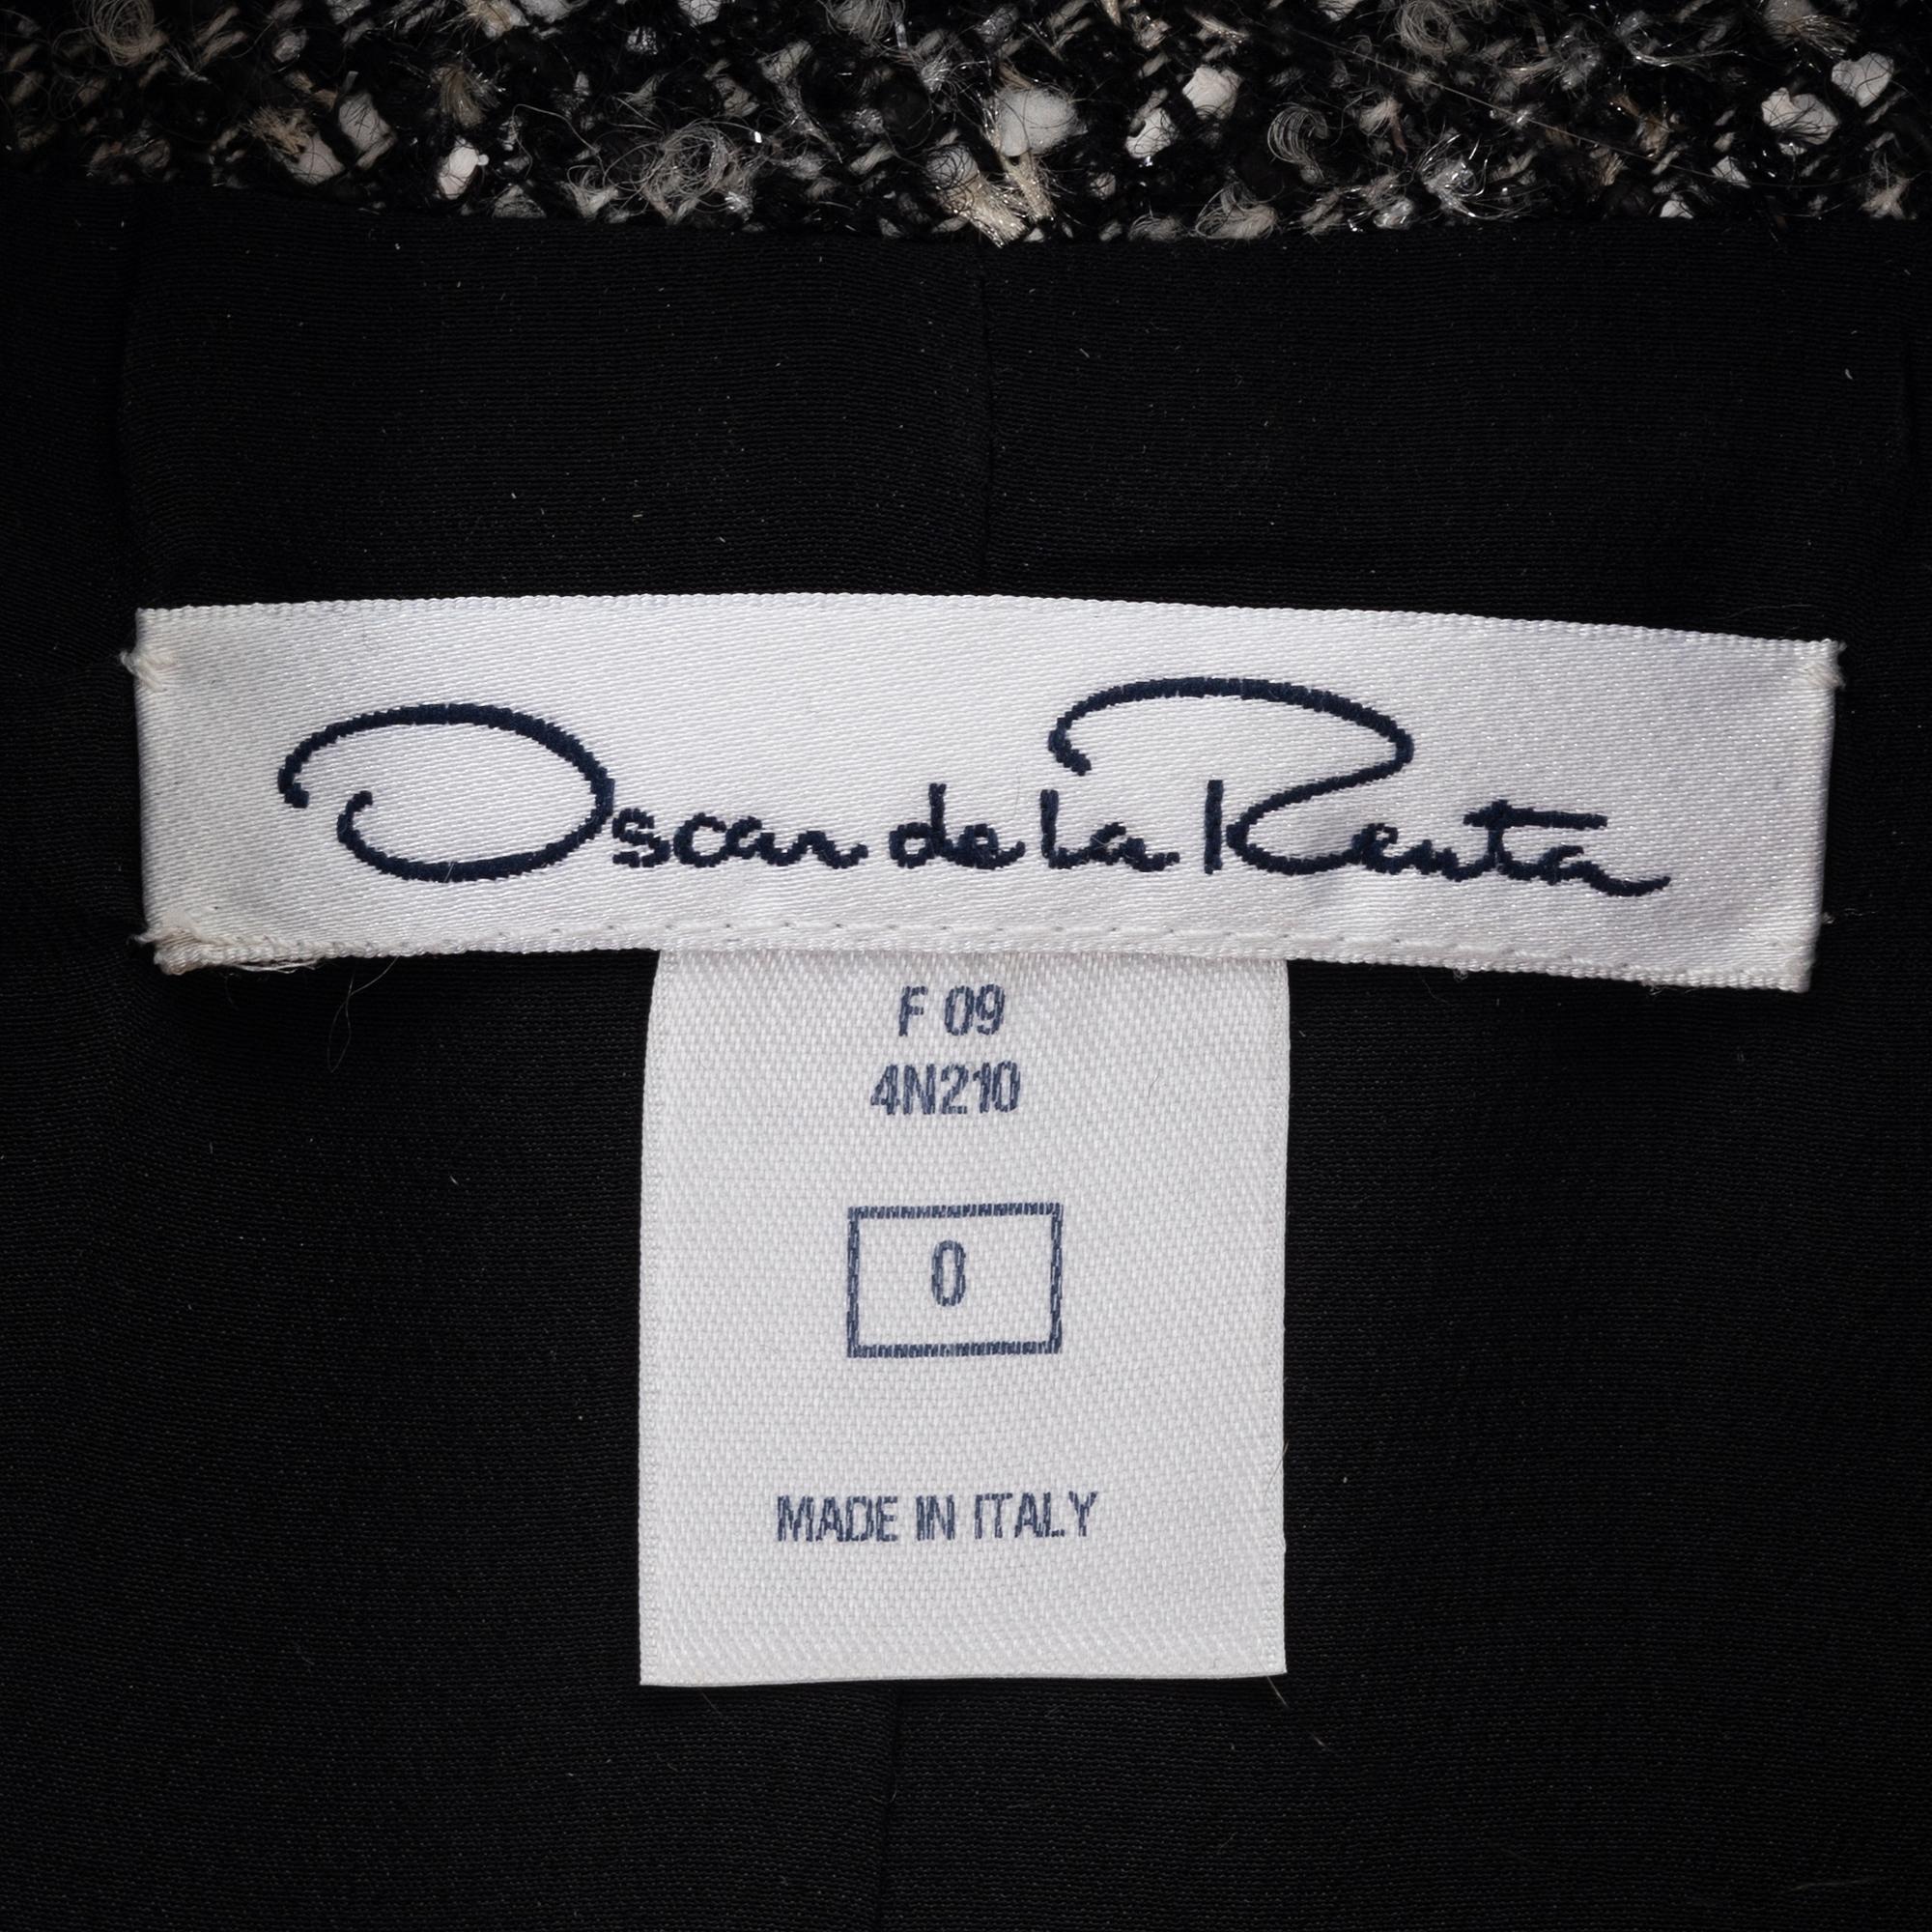 Oscar de la Renta
F 09
4N210
0
MADE IN ITALY